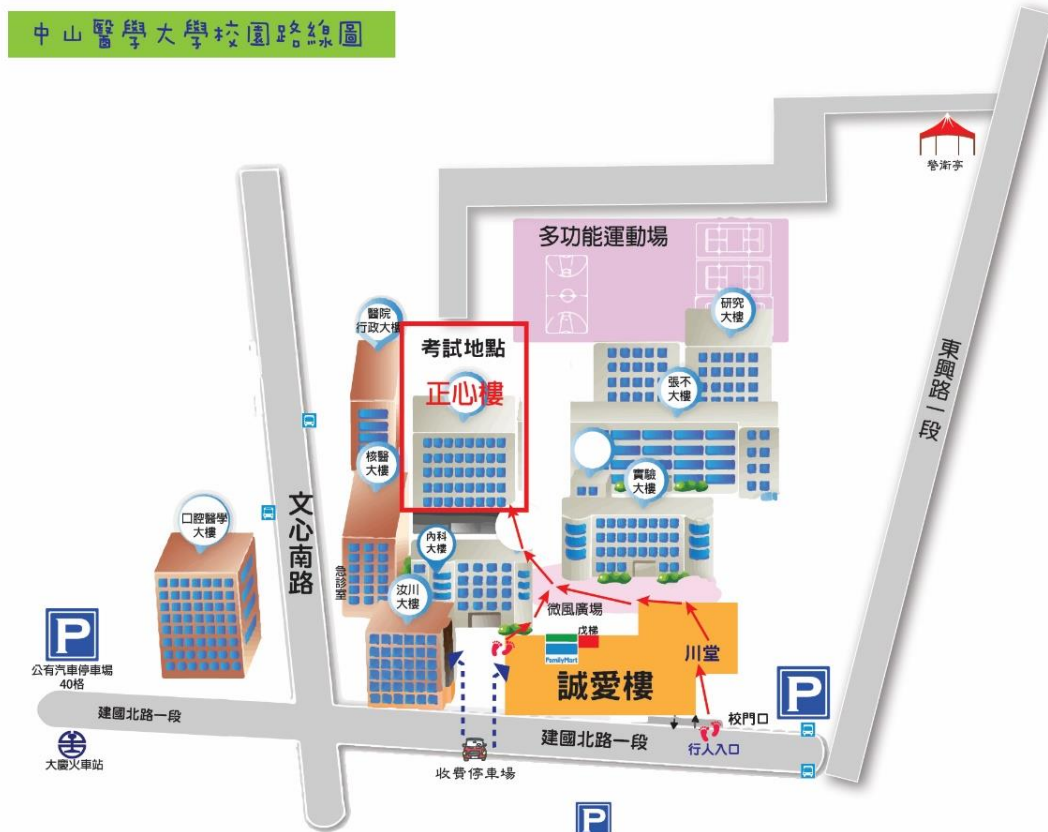 中山醫學大學校園路線圖
警衛亭
多功能運動場
醫院
行政大樓
研究
大樓
考試地點
正心樓
東興路一段
張不
大樓
核醫
大樓
實驗
大樓
文心南路
口腔醫學
大樓
內科
大樓
急診室
汝川
大樓
微風廣場
戊梯
FamilyMart
川堂
P
公有汽車停車場
40格
誠愛樓
P
建國北路一段
校門口
建國北路一段
行人入口
大慶火車站
收費停車場
P